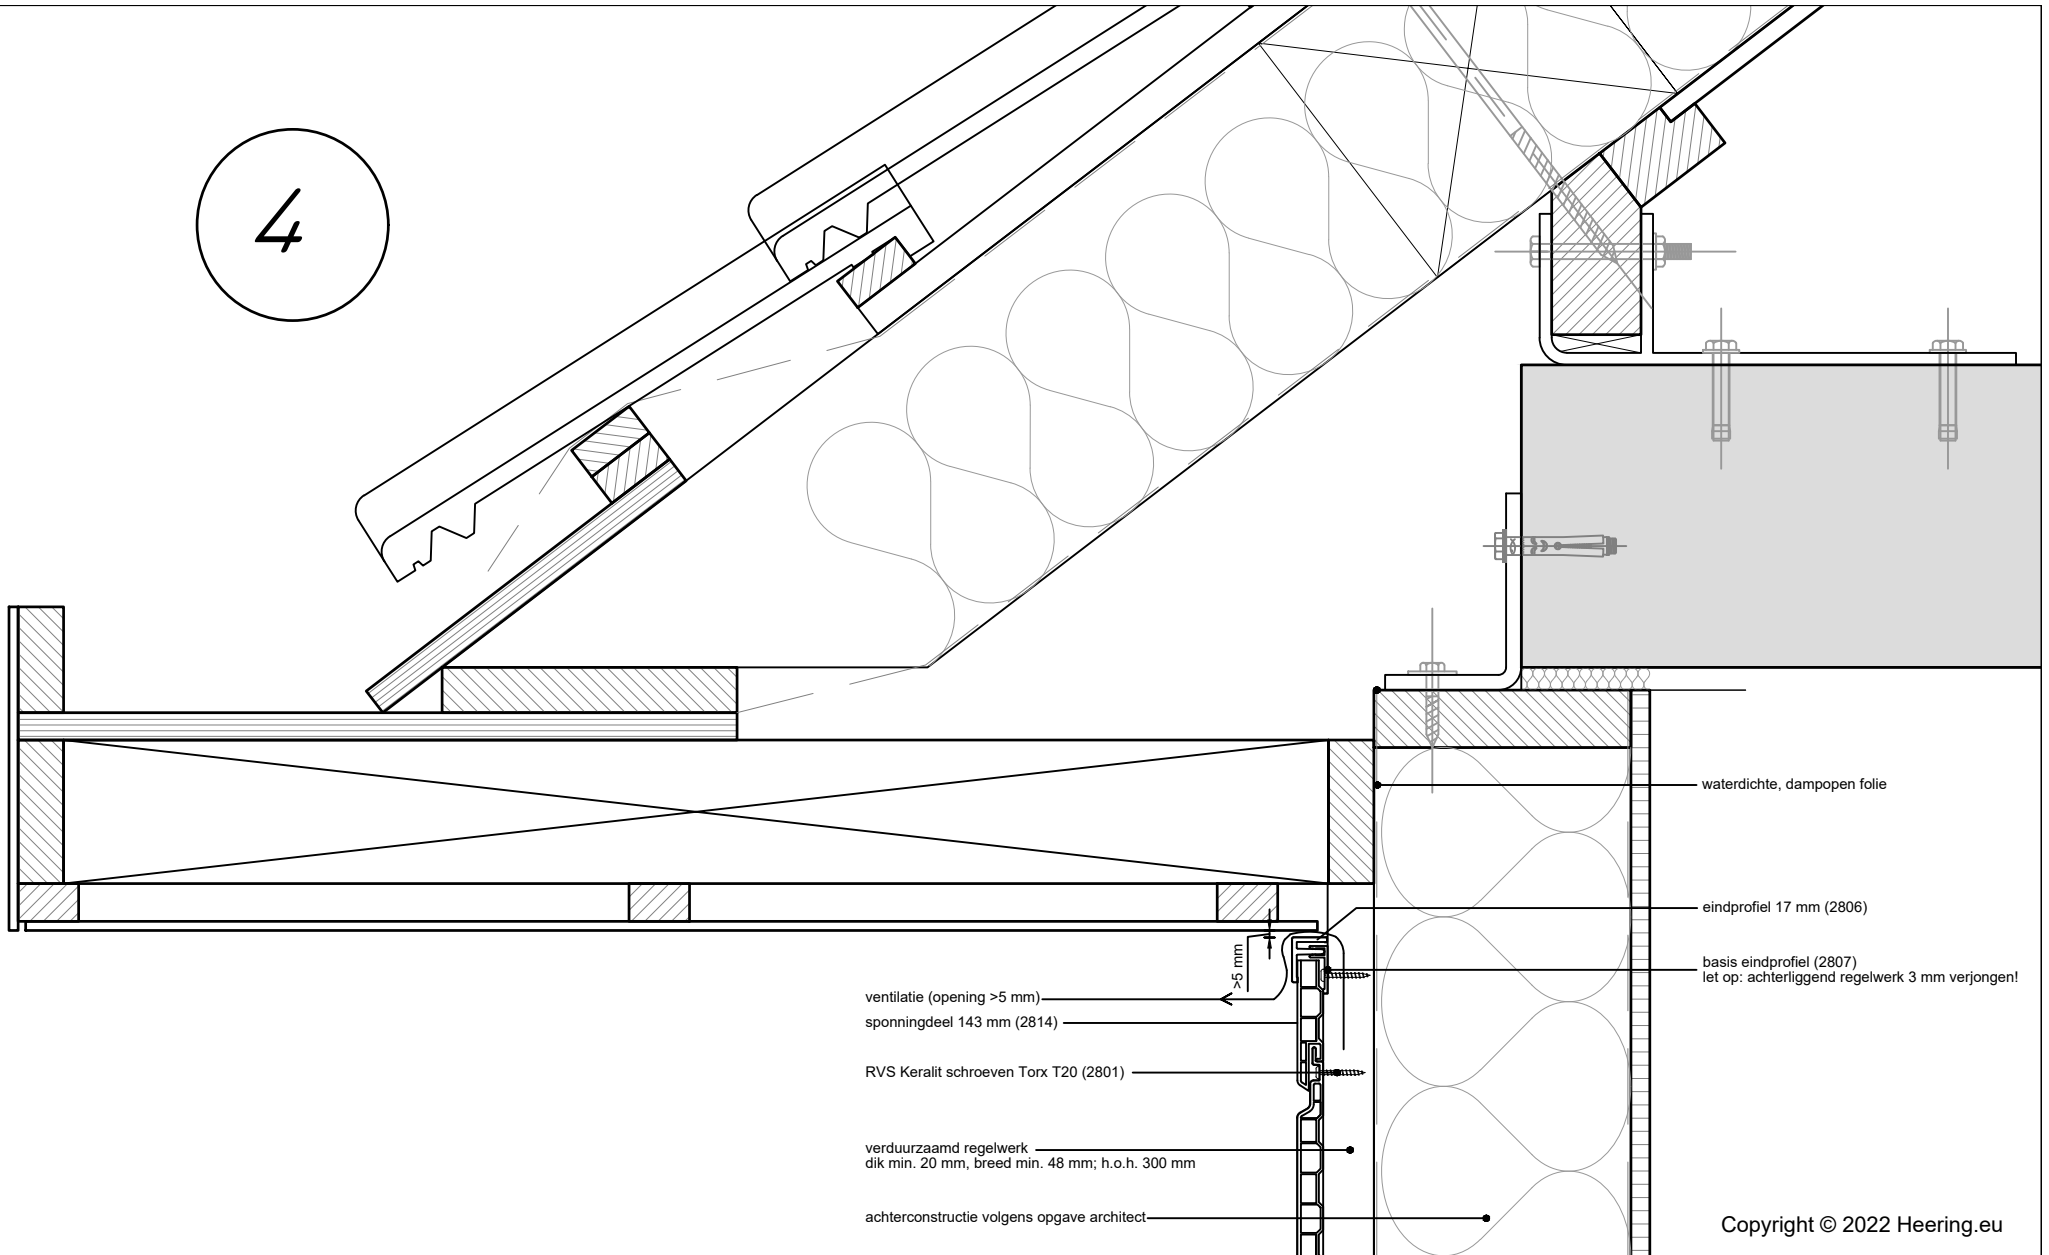 4
waterdichte, dampopen folie
eindprofiel 17 mm (2806)
basis eindprofiel (2807)
let op: achterliggend regelwerk 3 mm verjongen!
>5 mm
ventilatie (opening >5 mm)
sponningdeel 143 mm (2814)
RVS Keralit schroeven Torx T20 (2801)
verduurzaamd regelwerk
dik min. 20 mm, breed min. 48 mm; h.o.h. 300 mm
achterconstructie volgens opgave architect
Copyright © 2022 Heering.eu